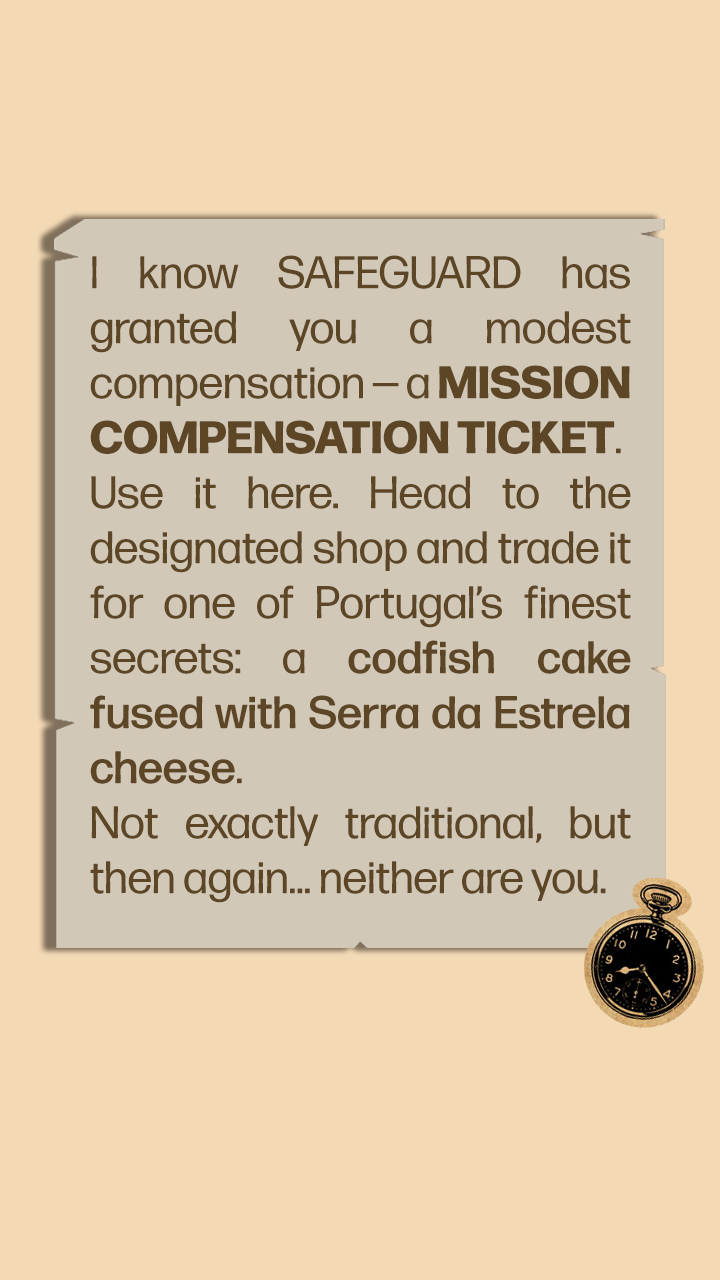 I know SAFEGUARD has
granted you a modest
compensation – a MISSION
COMPENSATION TICKET.
Use it here. Head to the
designated shop and trade it
for one of Portugal’s finest
secrets: a codfish cake
fused with Serra da Estrela
cheese.
Not exactly traditional, but
then again... neither are you.
10 11 12 1
9 2
8 3
7 5 4